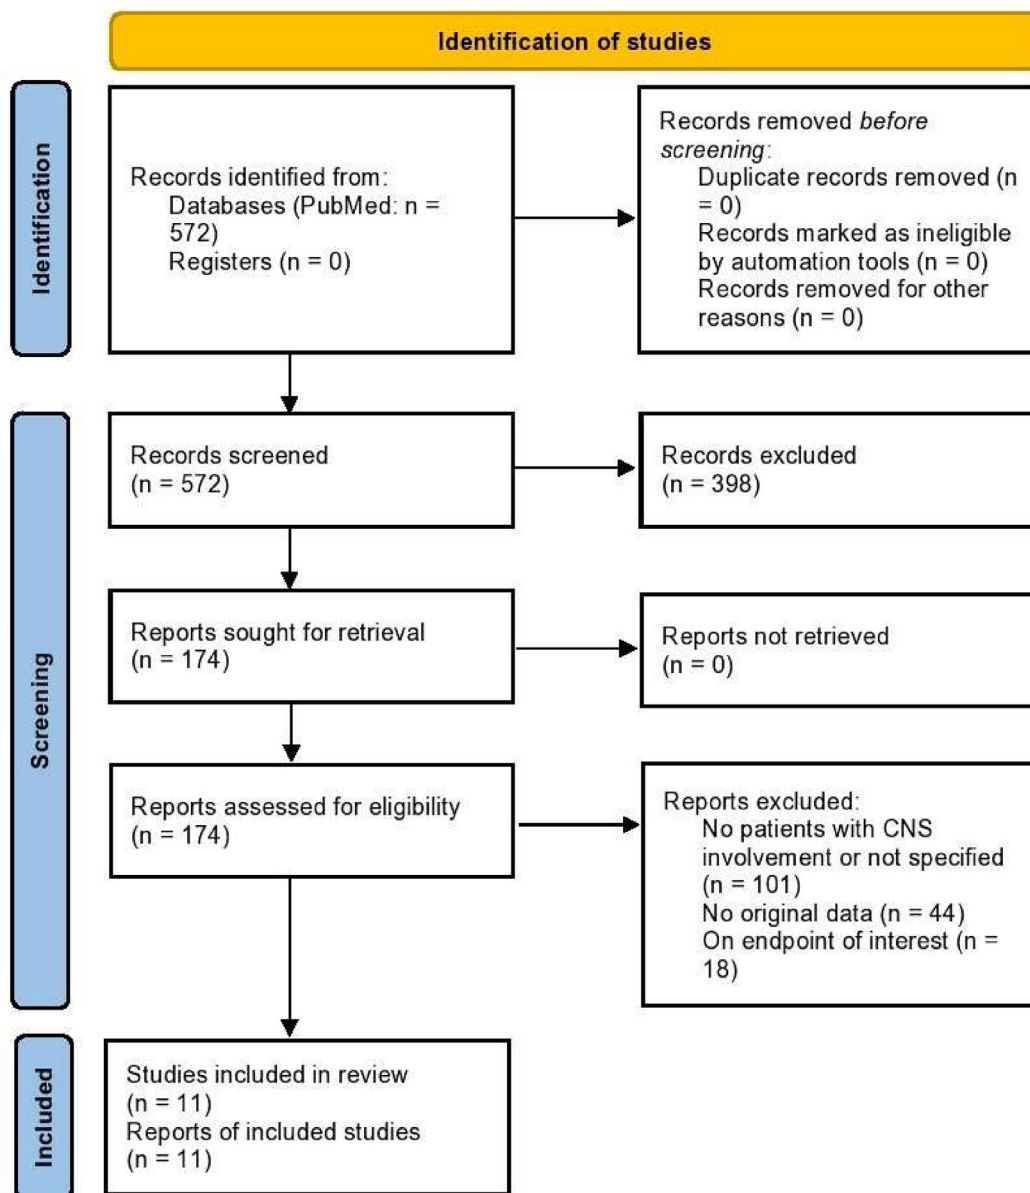 Identification of studies
Identification
Records identified from:
Databases (PubMed: n =
572)
Registers (n = 0)
Records removed before
screening:
Duplicate records removed (n
= 0)
Records marked as ineligible
by automation tools (n = 0)
Records removed for other
reasons (n = 0)
Screening
Records screened
(n = 572)
Records excluded
(n = 398)
Reports sought for retrieval
(n = 174)
Reports not retrieved
(n = 0)
Reports assessed for eligibility
(n = 174)
Reports excluded:
No patients with CNS
involvement or not specified
(n = 101)
No original data (n = 44)
On endpoint of interest (n =
18)
Included
Studies included in review
(n = 11)
Reports of included studies
(n = 11)